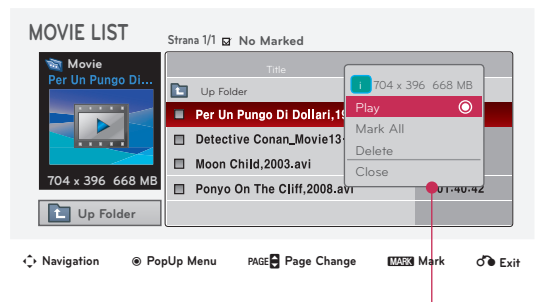 MOVIE LIST
Strana 1/1 No Marked
Movie
Per Un Pungo Di...
704 x 396 668 MB
Up Folder
Title
Up Folder
Per Un Pungo Di Dollari,19
Detective Conan_Movie13
Moon Child,2003.avi
Ponyo On The Cliff,2008.avi
01:40:42
i 704 x 396 668 MB
Play
Mark All
Delete
Close
Navigation PopUp Menu PAGE Page Change MARK Mark Exit